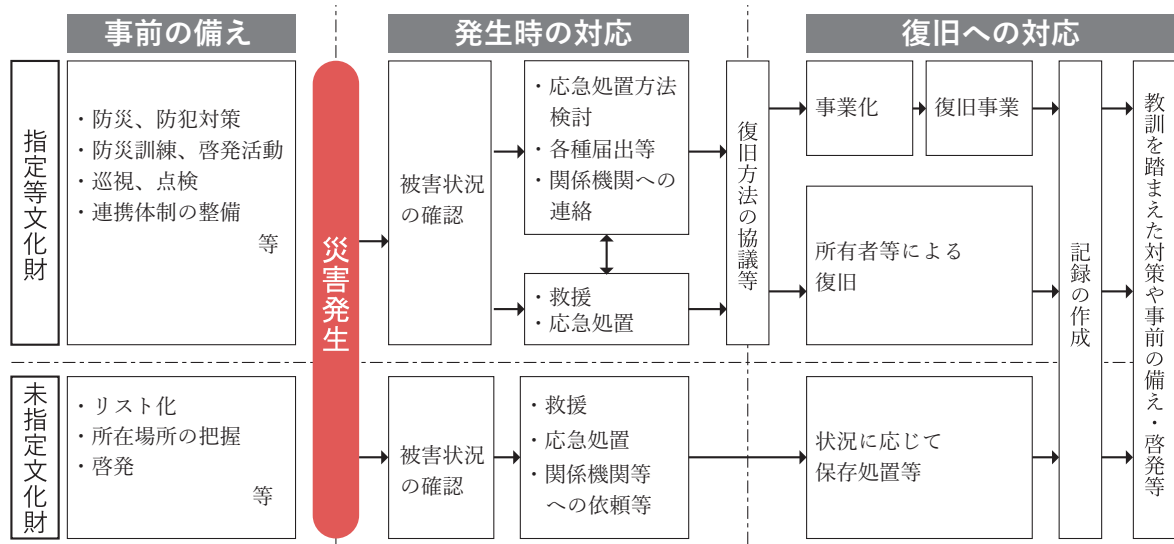 事前の備え
発生時の対応
復旧への対応
指定等文化財
・防災、防犯対策
・防災訓練、啓発活動
・巡視、点検
・連携体制の整備
等
災害発生
被害状況
の確認
・応急処置方法
検討
・各種届出等
・関係機関への
連絡
・救援
・応急処置
復旧方法の協議等
事業化
復旧事業
所有者等による
復旧
記録の作成
教訓を踏まえた対策や事前の備え・啓発等
未指定文化財
・リスト化
・所在場所の把握
・啓発
等
被害状況
の確認
・救援
・応急処置
・関係機関等
への依頼等
状況に応じて
保存処置等